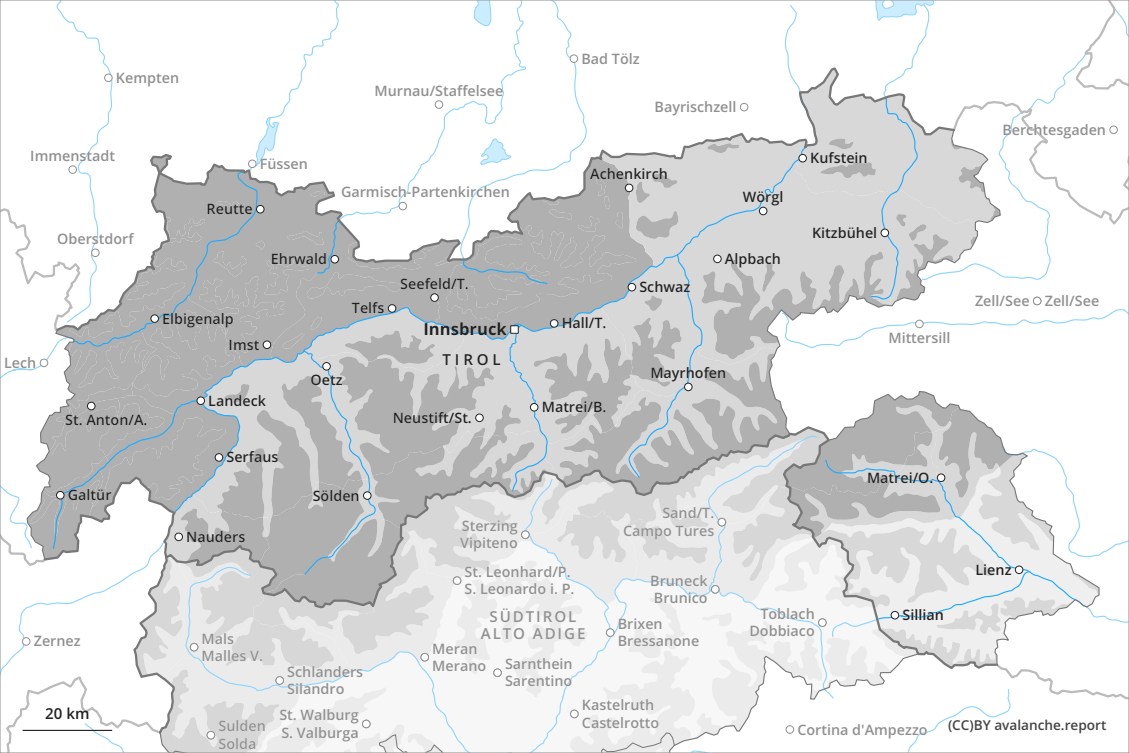 Kempten
Bad Tölz
Murnau/Staffelsee
Bayrischzell
Berchtesgaden
Immenstadt
Füssen
Kufstein
Achenkirch
Garmisch-Partenkirchen
Wörgl
Reutte
Oberstdorf
Kitzbühel
Ehrwald
Alpbach
Seefeld/T.
Schwaz
Zell/See
Zell/See
Telfs
Elbigenalp
Innsbruck
Hall/T.
Mittersill
Imst
TIROL
Lech
Oetz
Mayrhofen
Landeck
Matrei/B.
St. Anton/A.
Neustift/St.
Serfaus
Matrei/O.
Galtür
Sölden
Sand/T.
Campo Tures
Sterzing
Vipiteno
Nauders
St. Leonhard/P.
S. Leonardo i. P.
Bruneck
Brunico
Lienz
SÜDTIROL
ALTO ADIGE
Toblach
Dobbiaco
Sillian
Brixen
Bressanone
Zernez
Mals
Malles V.
Meran
Merano
Sarnthein
Sarentino
Schlanders
Silandro
Kastelruth
Castelrotto
St. Walburg
S. Valburga
Sulden
Solda
20 km
Cortina d'Ampezzo
(CC)BY avalanche.report